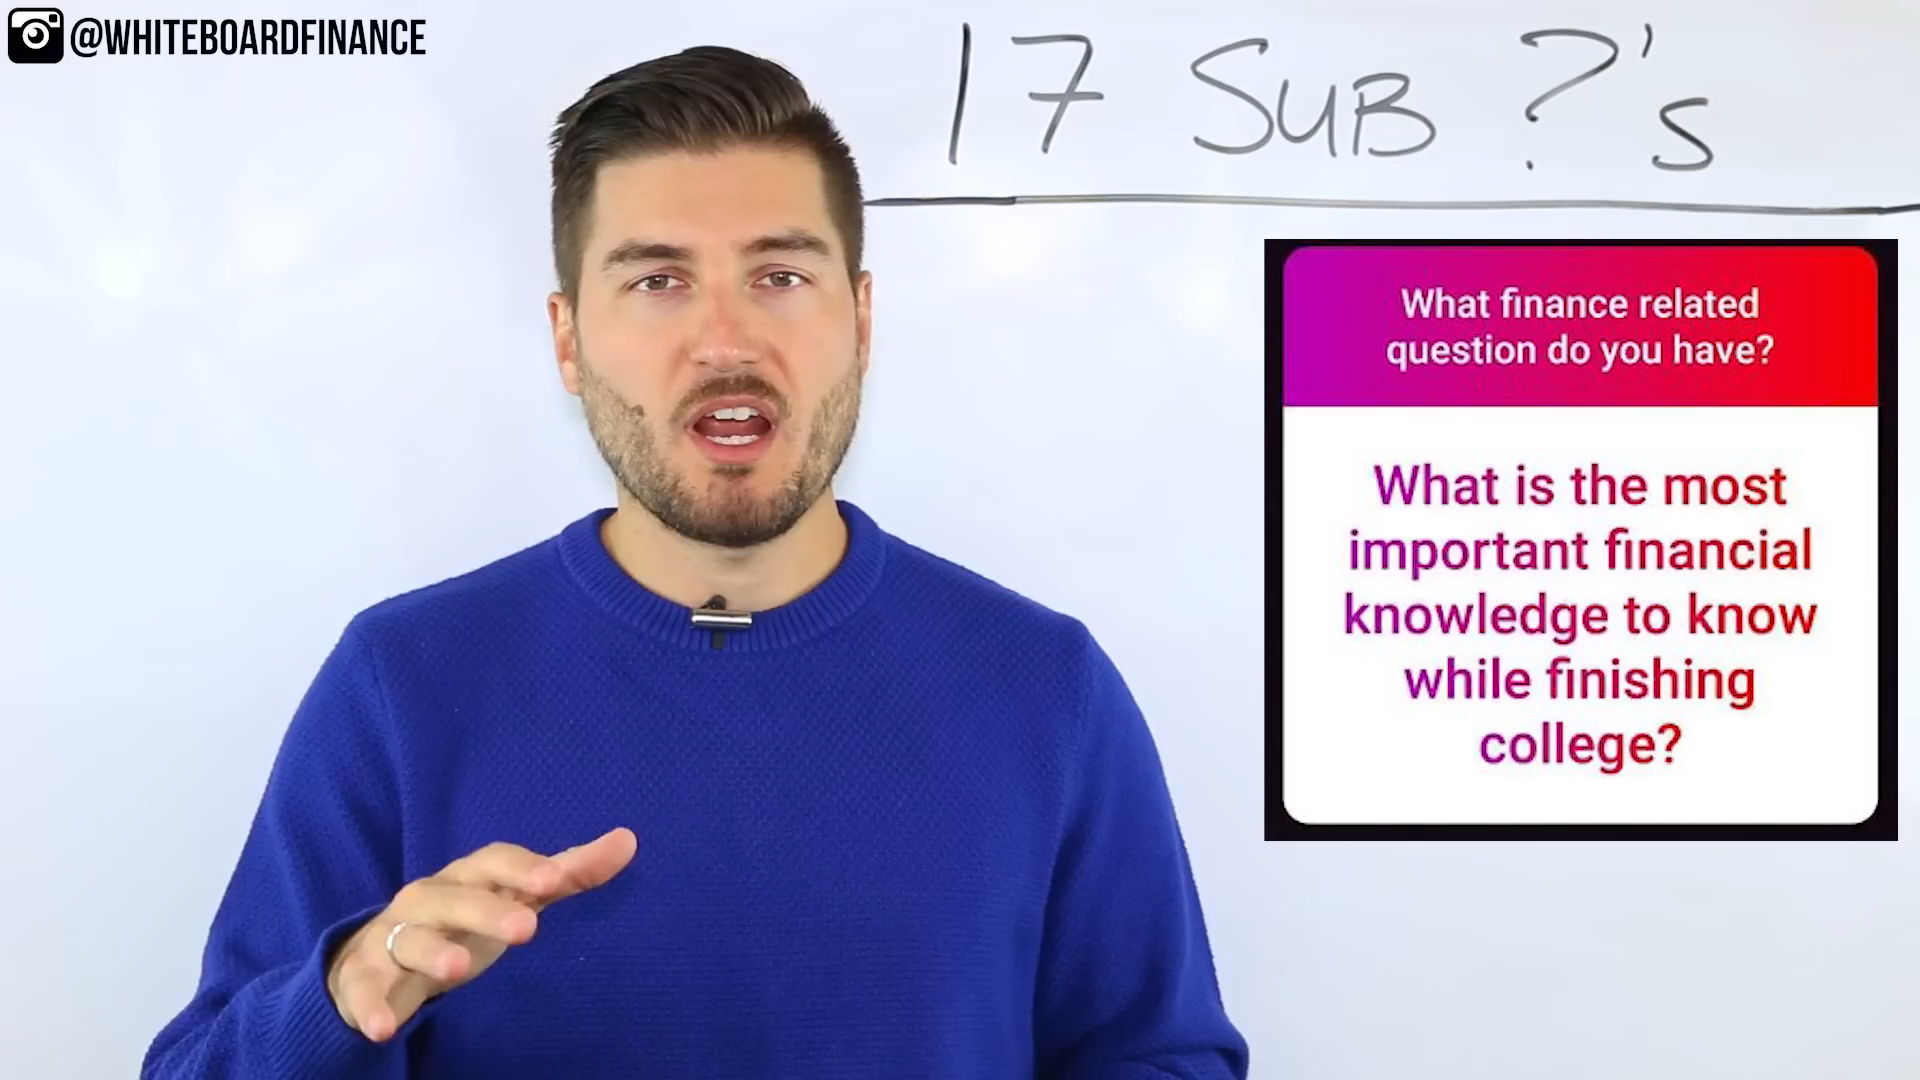 @WHITEBOARDFINANCE
17 SUB ?'s
What finance related
question do you have?
What is the most
important financial
knowledge to know
while finishing
college?